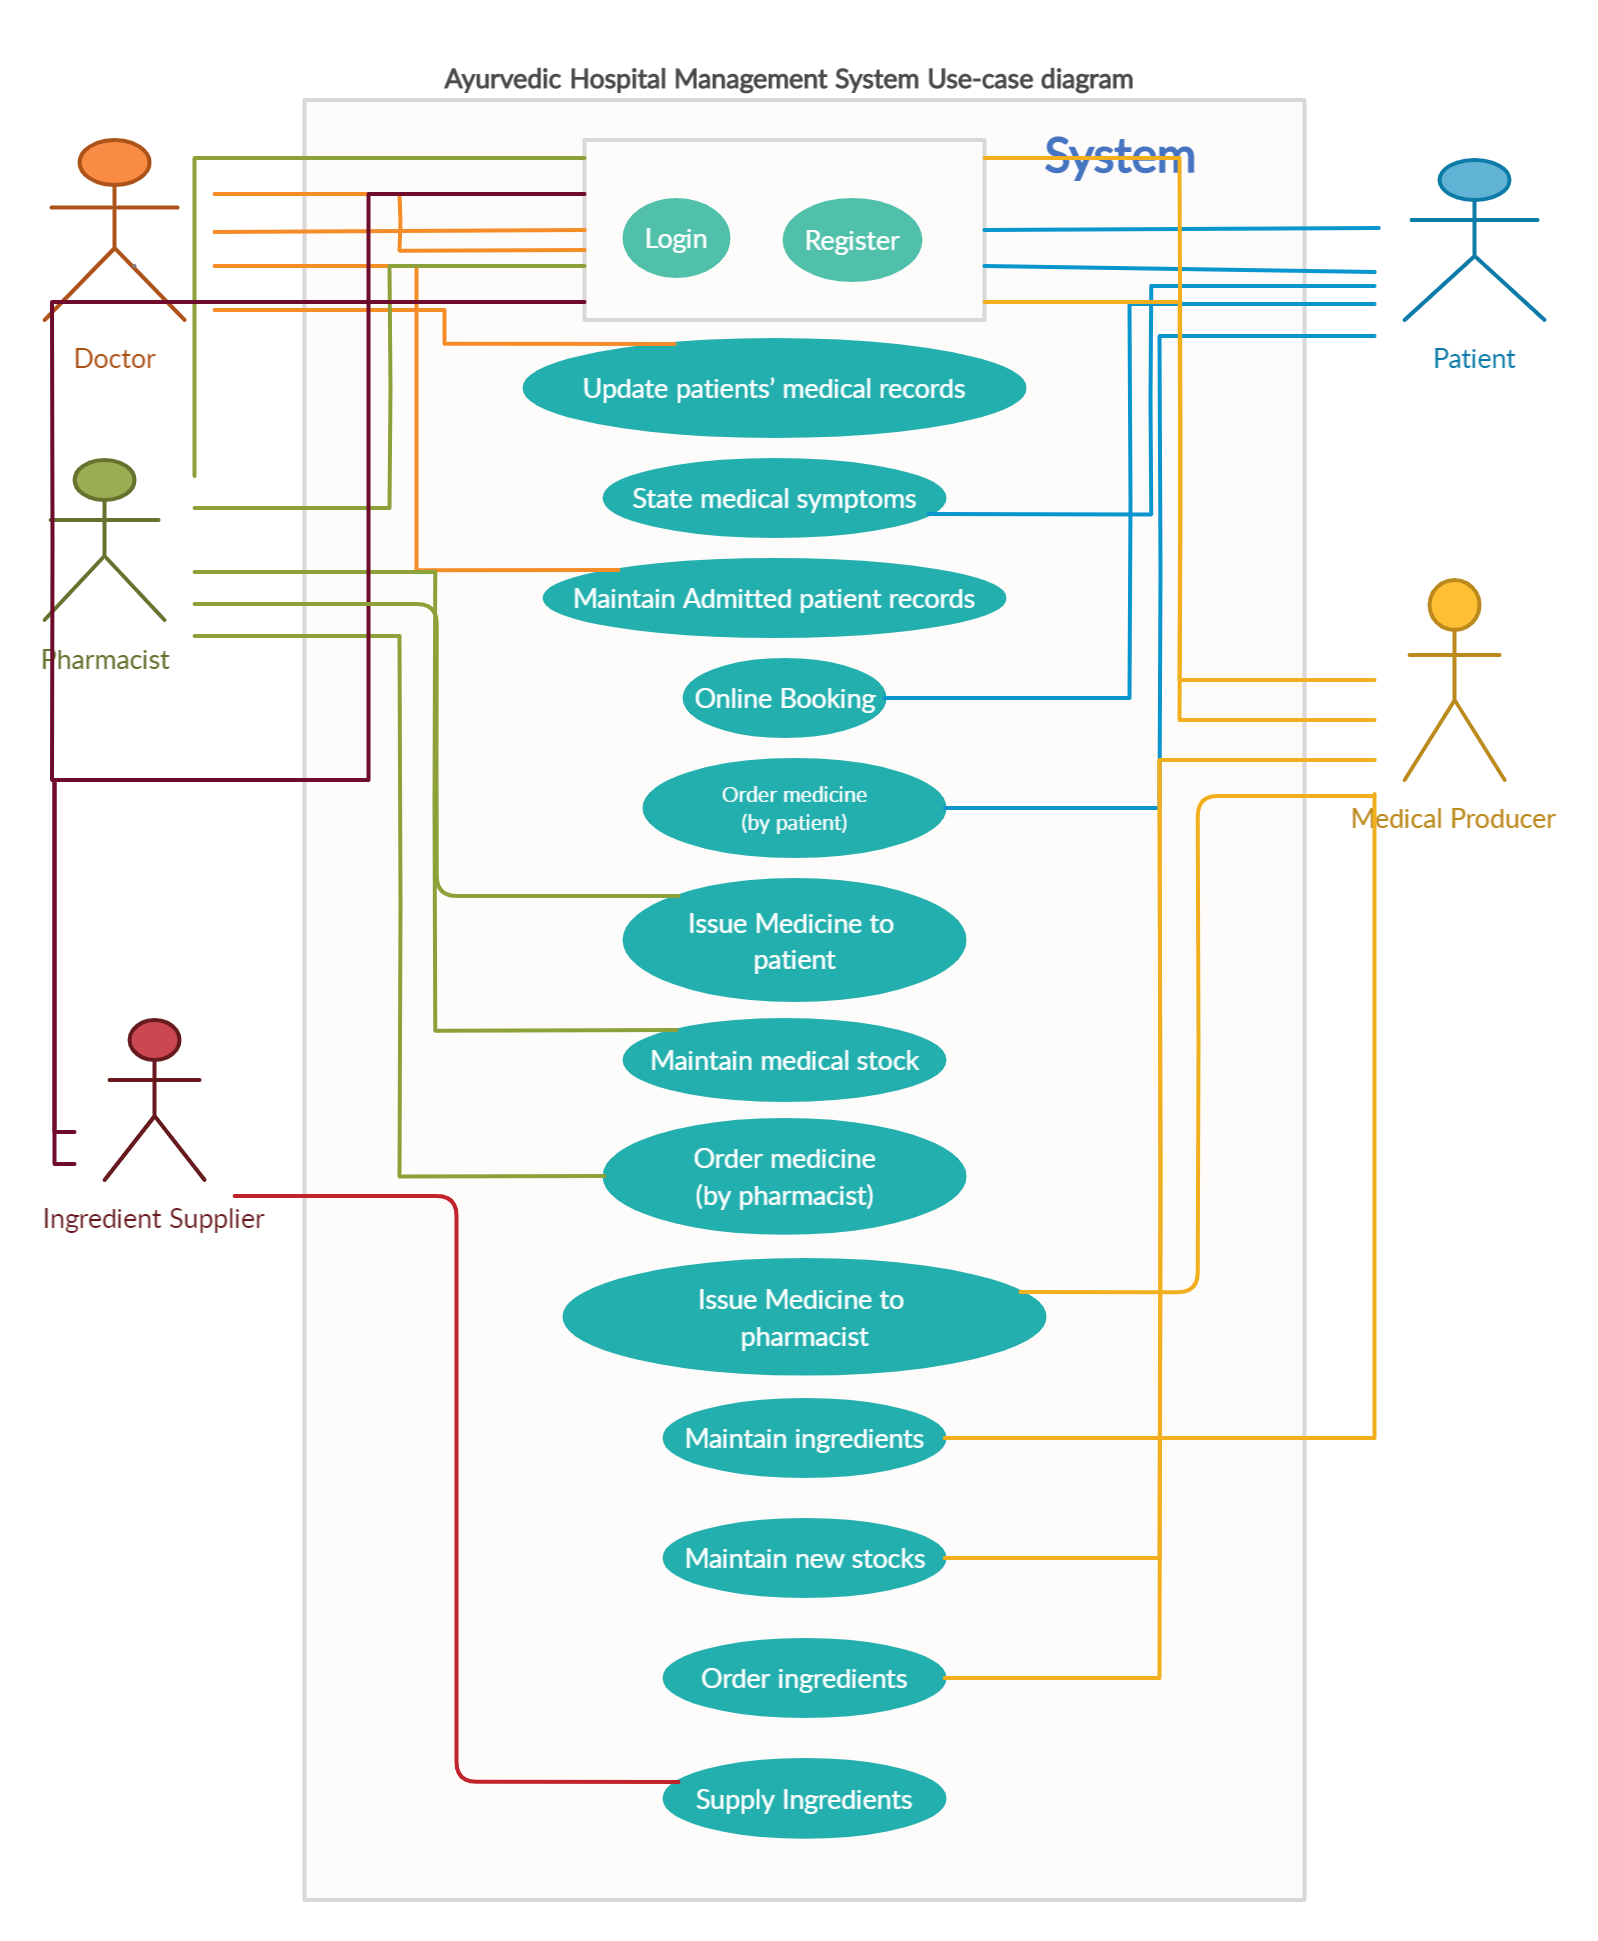 Ayurvedic Hospital Management System Use-case diagram
System
Login
Register
Doctor
Patient
Update patients’ medical records
State medical symptoms
Maintain Admitted patient records
Pharmacist
Online Booking
Order medicine
(by patient)
Medical Producer
Issue Medicine to
patient
Maintain medical stock
Order medicine
(by pharmacist)
Ingredient Supplier
Issue Medicine to
pharmacist
Maintain ingredients
Maintain new stocks
Order ingredients
Supply Ingredients